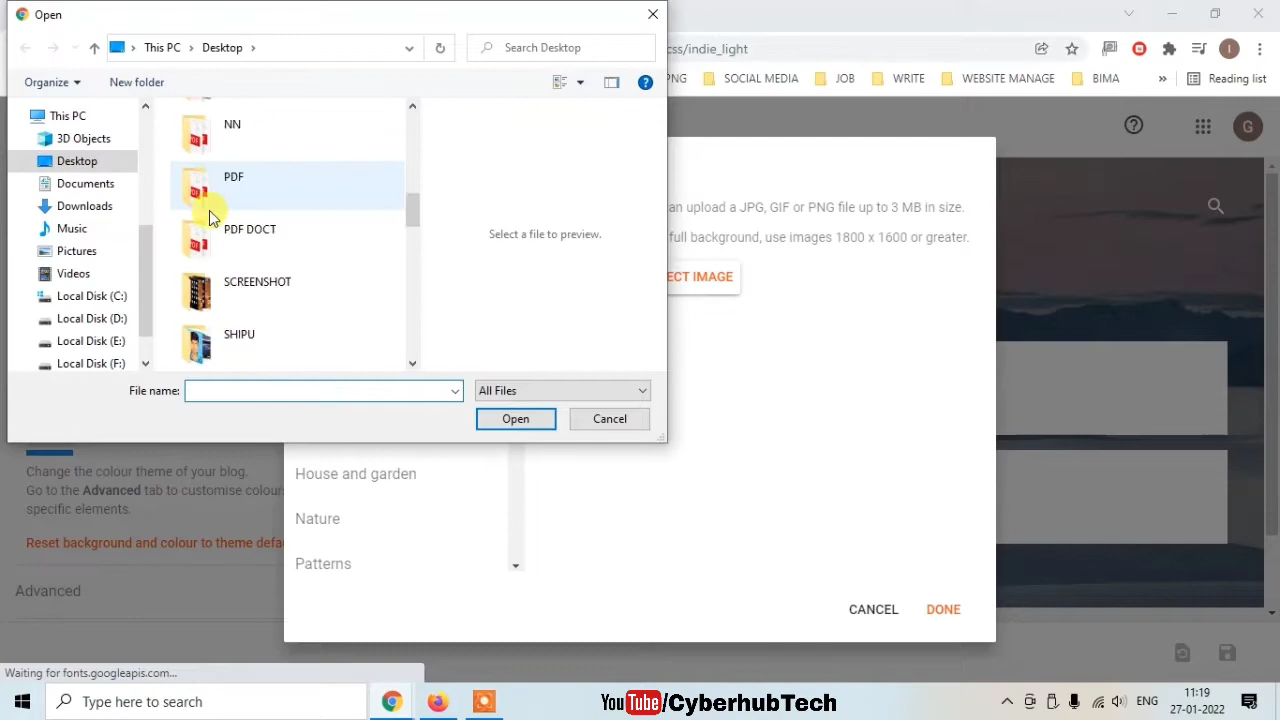 Open
This PC
Desktop
Search Desktop
css/indie_light
Organize
New folder
PNG
SOCIAL MEDIA
JOB
WRITE
WEBSITE MANAGE
BIMA
»
Reading list
This PC
3D Objects
Desktop
Documents
Downloads
Music
Pictures
Videos
Local Disk (C:)
Local Disk (D:)
Local Disk (E:)
Local Disk (F:)
NN
PDF
PDF DOCT
SCREENSHOT
SHIPU
Select a file to preview.
G
an upload a JPG, GIF or PNG file up to 3 MB in size.
full background, use images 1800 x 1600 or greater.
ECT IMAGE
File name:
All Files
Open
Cancel
Change the colour theme of your blog.
Go to the Advanced tab to customise colours
specific elements.
Reset background and colour to theme defa
Advanced
House and garden
Nature
Patterns
CANCEL
DONE
Waiting for fonts.googleapis.com...
Type here to search
YouTube/CyberhubTech
ENG
11:19
27-01-2022